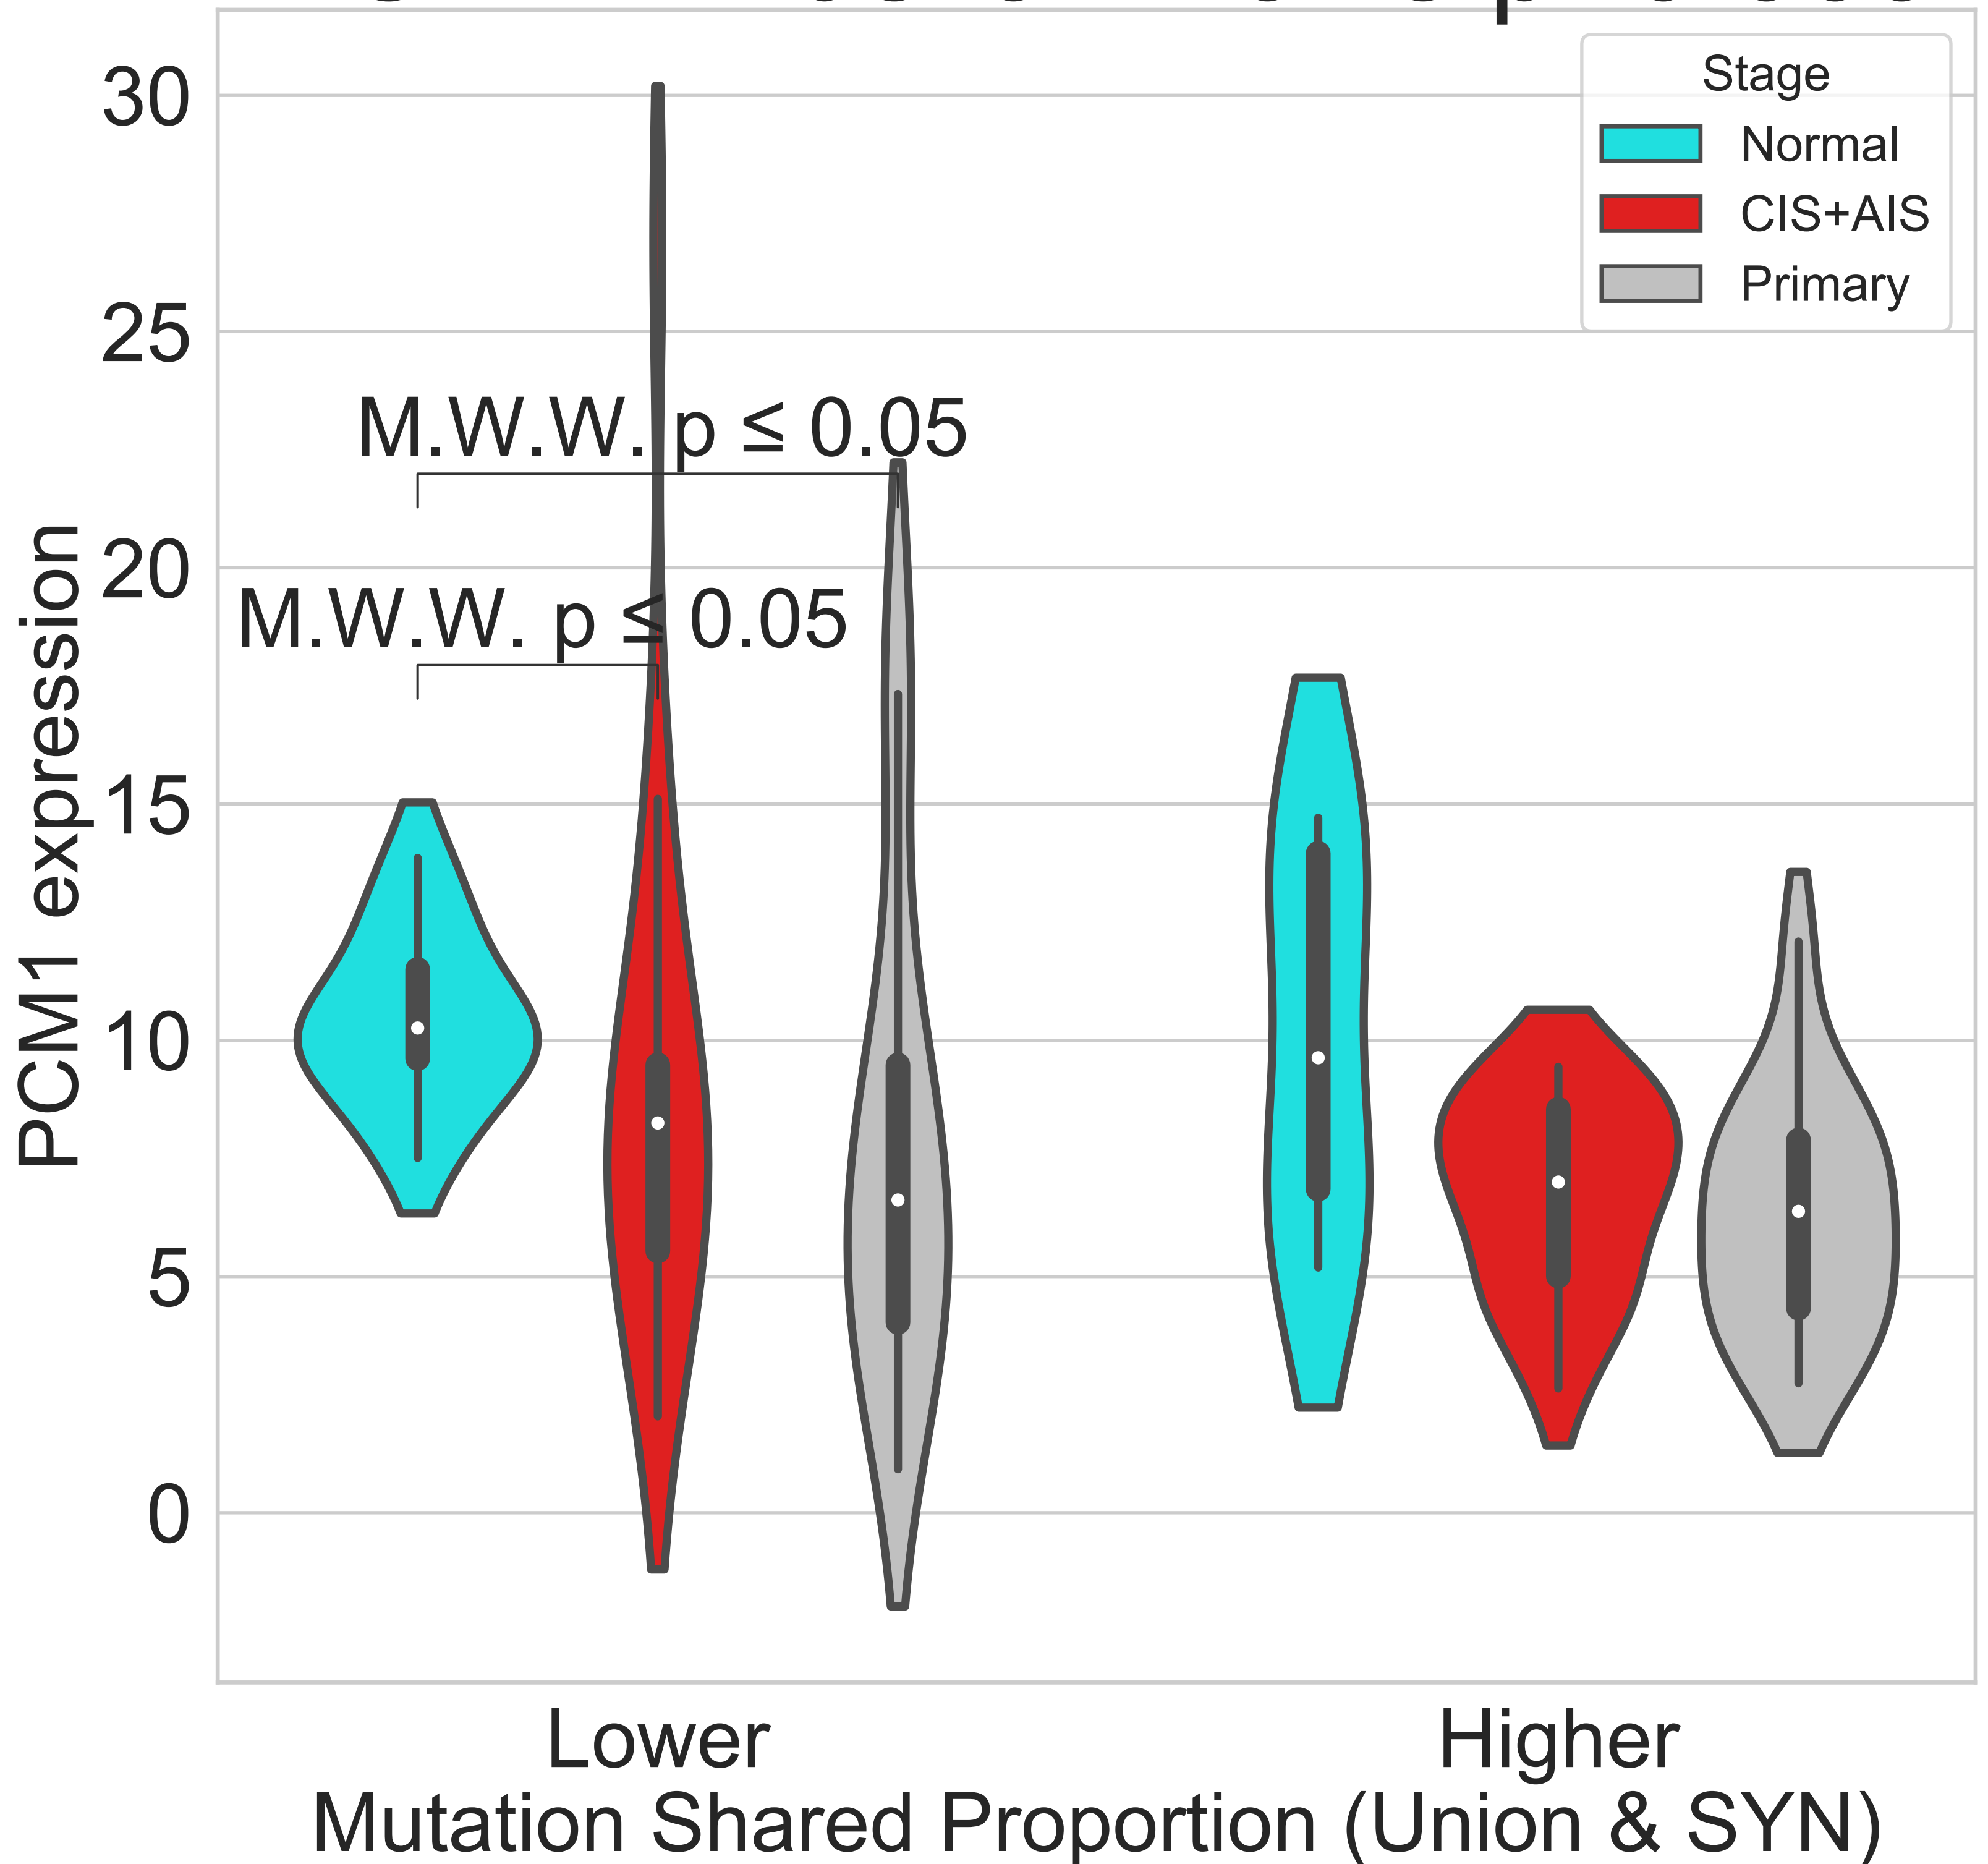 Stage
Normal
CIS+AIS
Primary
30
25
20
15
10
5
0
PCM1 expression
M.W.W. p ≤ 0.05
M.W.W. p ≤ 0.05
Lower
Higher
Mutation Shared Proportion (Union & SYN)